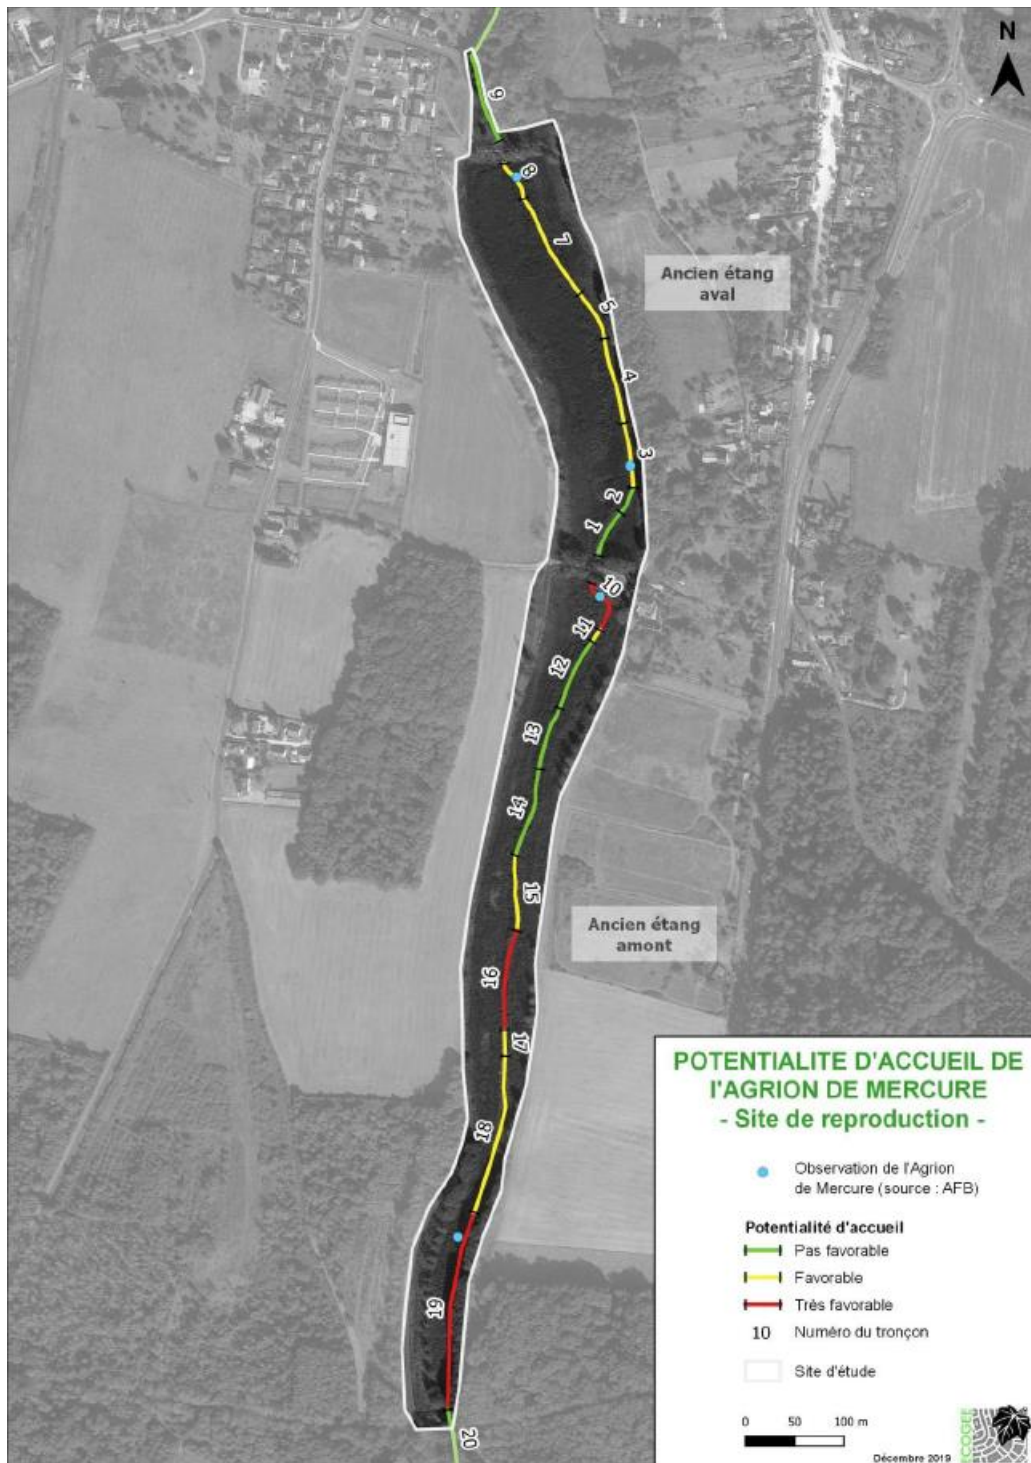 N
9
8
7
Ancien étang
aval
5
4
3
2
1
10
11
12
13
14
15
Ancien étang
amont
16
17
18
19
20
POTENTIALITE D'ACCUEIL DE
l'AGRION DE MERCURE
- Site de reproduction -
Observation de l'Agrion
de Mercure (source : AFB)
Potentialité d'accueil
Pas favorable
Favorable
Très favorable
10 Numéro du tronçon
Site d'étude
0 50 100 m
Décembre 2019